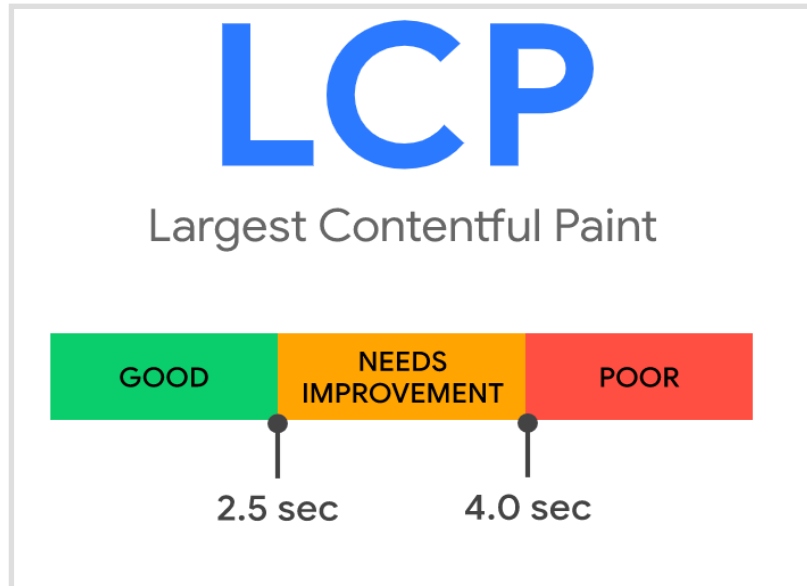 LCP
Largest Contentful Paint
GOOD
NEEDS
IMPROVEMENT
POOR
2.5 sec
4.0 sec